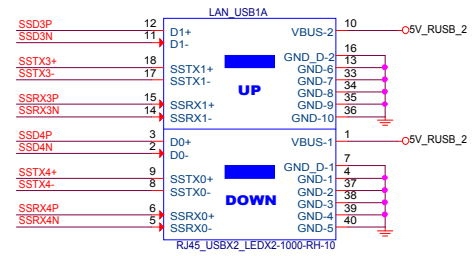 LAN_USB1A
SSD3P 12 D1+ VBUS-2 10 5V_RUSB_2
SSD3N 11 D1-
GND_D-2 16
SSTX3+ 18 SSTX1+ GND-6 13
SSTX3- 17 SSTX1- GND-7 33
GND-8 34
SSRX3P 15 SSRX1+ UP GND-9 35
SSRX3N 14 SSRX1- GND-10 36
SSD4P 3 D0+ VBUS-1 1 5V_RUSB_2
SSD4N 2 D0-
GND_D-1 7
SSTX4+ 9 SSTX0+ GND-1 4
SSTX4- 8 SSTX0- GND-2 37
DOWN GND-3 38
SSRX4P 6 SSRX0+ GND-4 39
SSRX4N 5 SSRX0- GND-5 40
RJ45_USBX2_LEDX2-1000-RH-10